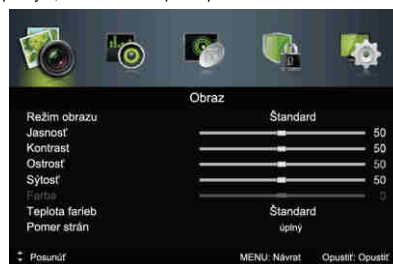 Obraz
Režim obrazu Štandard
Jasnosť 50
Kontrast 50
Ostrosť 50
Sýtosť 50
Farba 0
Teplota farieb Štandard
Pomer strán úplný
Posunúť MENU: Návrat Opustiť: Opustiť